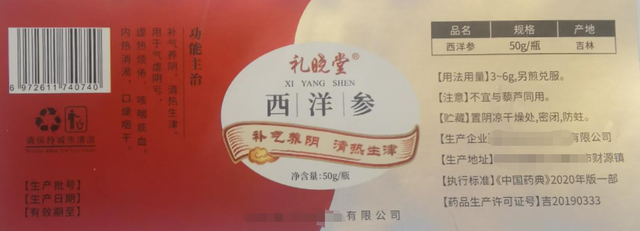 6972611740740
请保持城市清洁
【生产批号】
【生产日期】
【有效期至】
功能主治
补气养阴，清热生津。
用于气虚阴亏，
虚热烦倦，咳喘痰血，
内热消渴，口燥咽干。
礼晓堂®
XI YANG SHEN
西洋参
补气养阴 清热生津
净含量:50g/瓶
有限公司
品名 规格 产地
西洋参 50g/瓶 吉林
【用法用量】3~6g,另煎兑服。
【注意】不宜与藜芦同用。
【贮藏】置阴凉干燥处,密闭,防蛀。
【生产企业】 有限公司
【生产地址】 市财源镇
【执行标准】《中国药典》2020年版一部
【药品生产许可证号】吉20190333